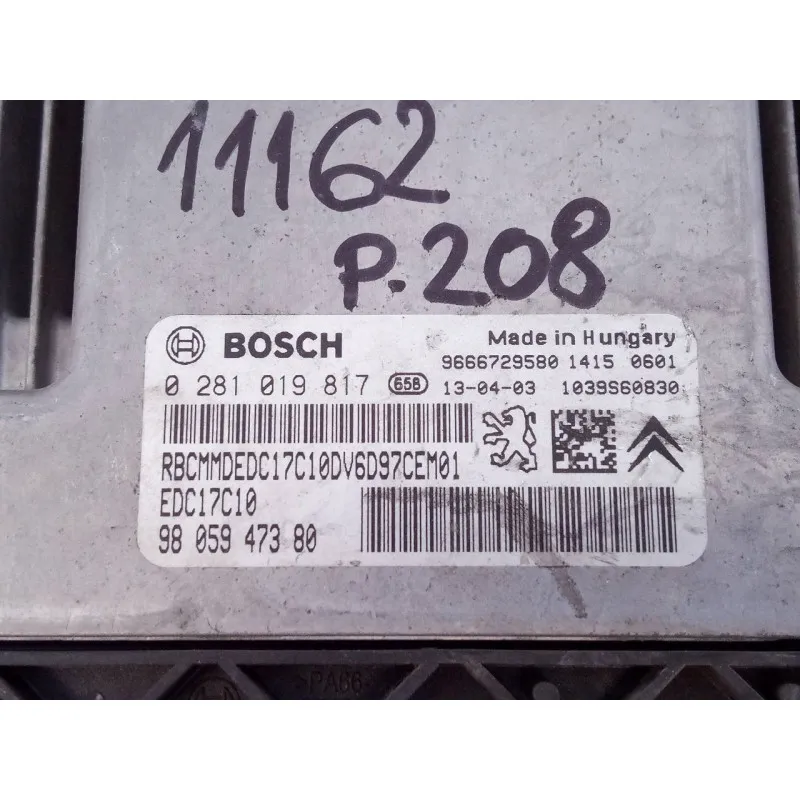 11162
P.208
BOSCH Made in Hungary
9666729580 1415 0601
0 281 019 817 658 13-04-03 1039S60830
RBCMMDEDC17C10DV6D97CEM01
EDC17C10
98 059 473 80
>PA66